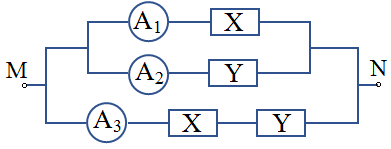 A₁ X
M A₂ Y N
A₃ X Y